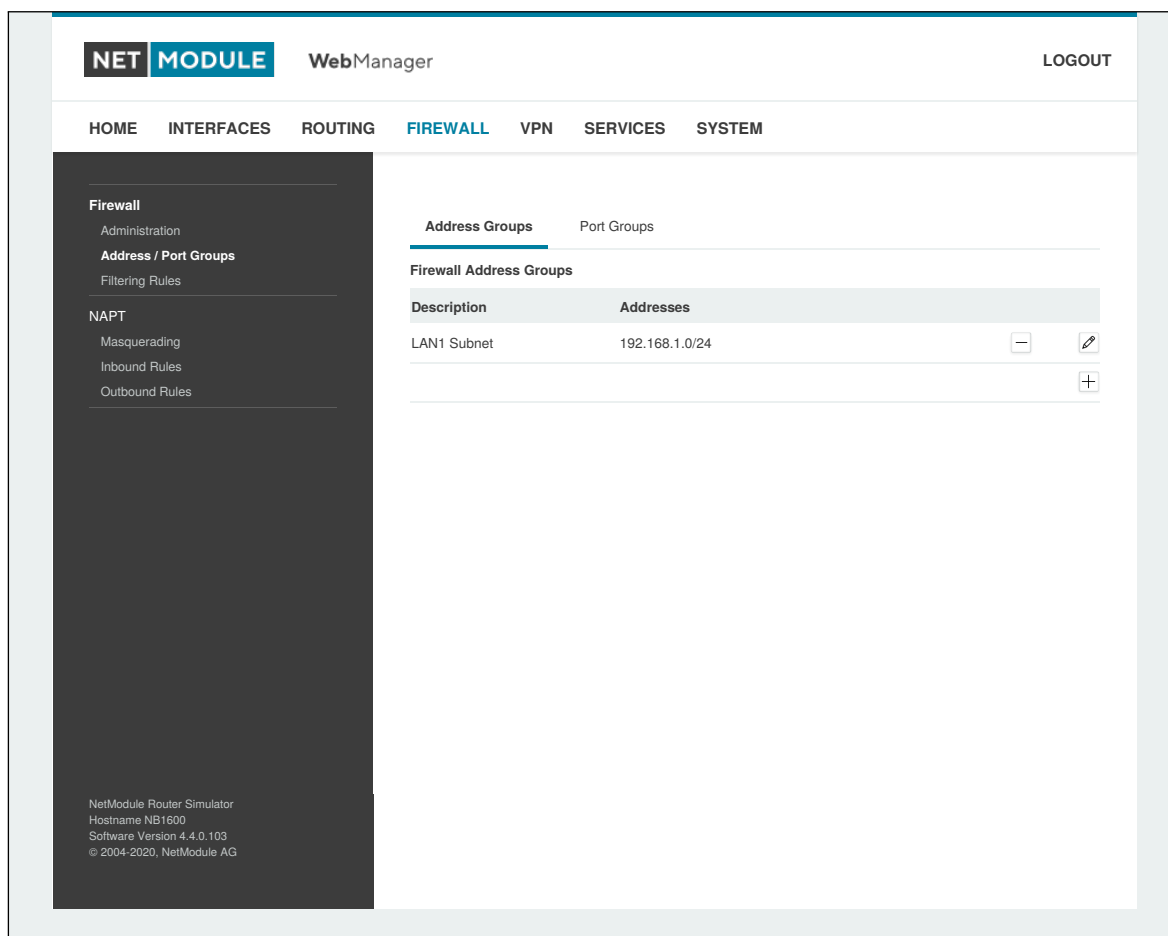 NET MODULE WebManager LOGOUT
HOME INTERFACES ROUTING FIREWALL VPN SERVICES SYSTEM
Firewall
Administration
Address / Port Groups
Filtering Rules
NAPT
Masquerading
Inbound Rules
Outbound Rules
NetModule Router Simulator
Hostname NB1600
Software Version 4.4.0.103
© 2004-2020, NetModule AG
Address Groups Port Groups
Firewall Address Groups
Description Addresses
LAN1 Subnet 192.168.1.0/24